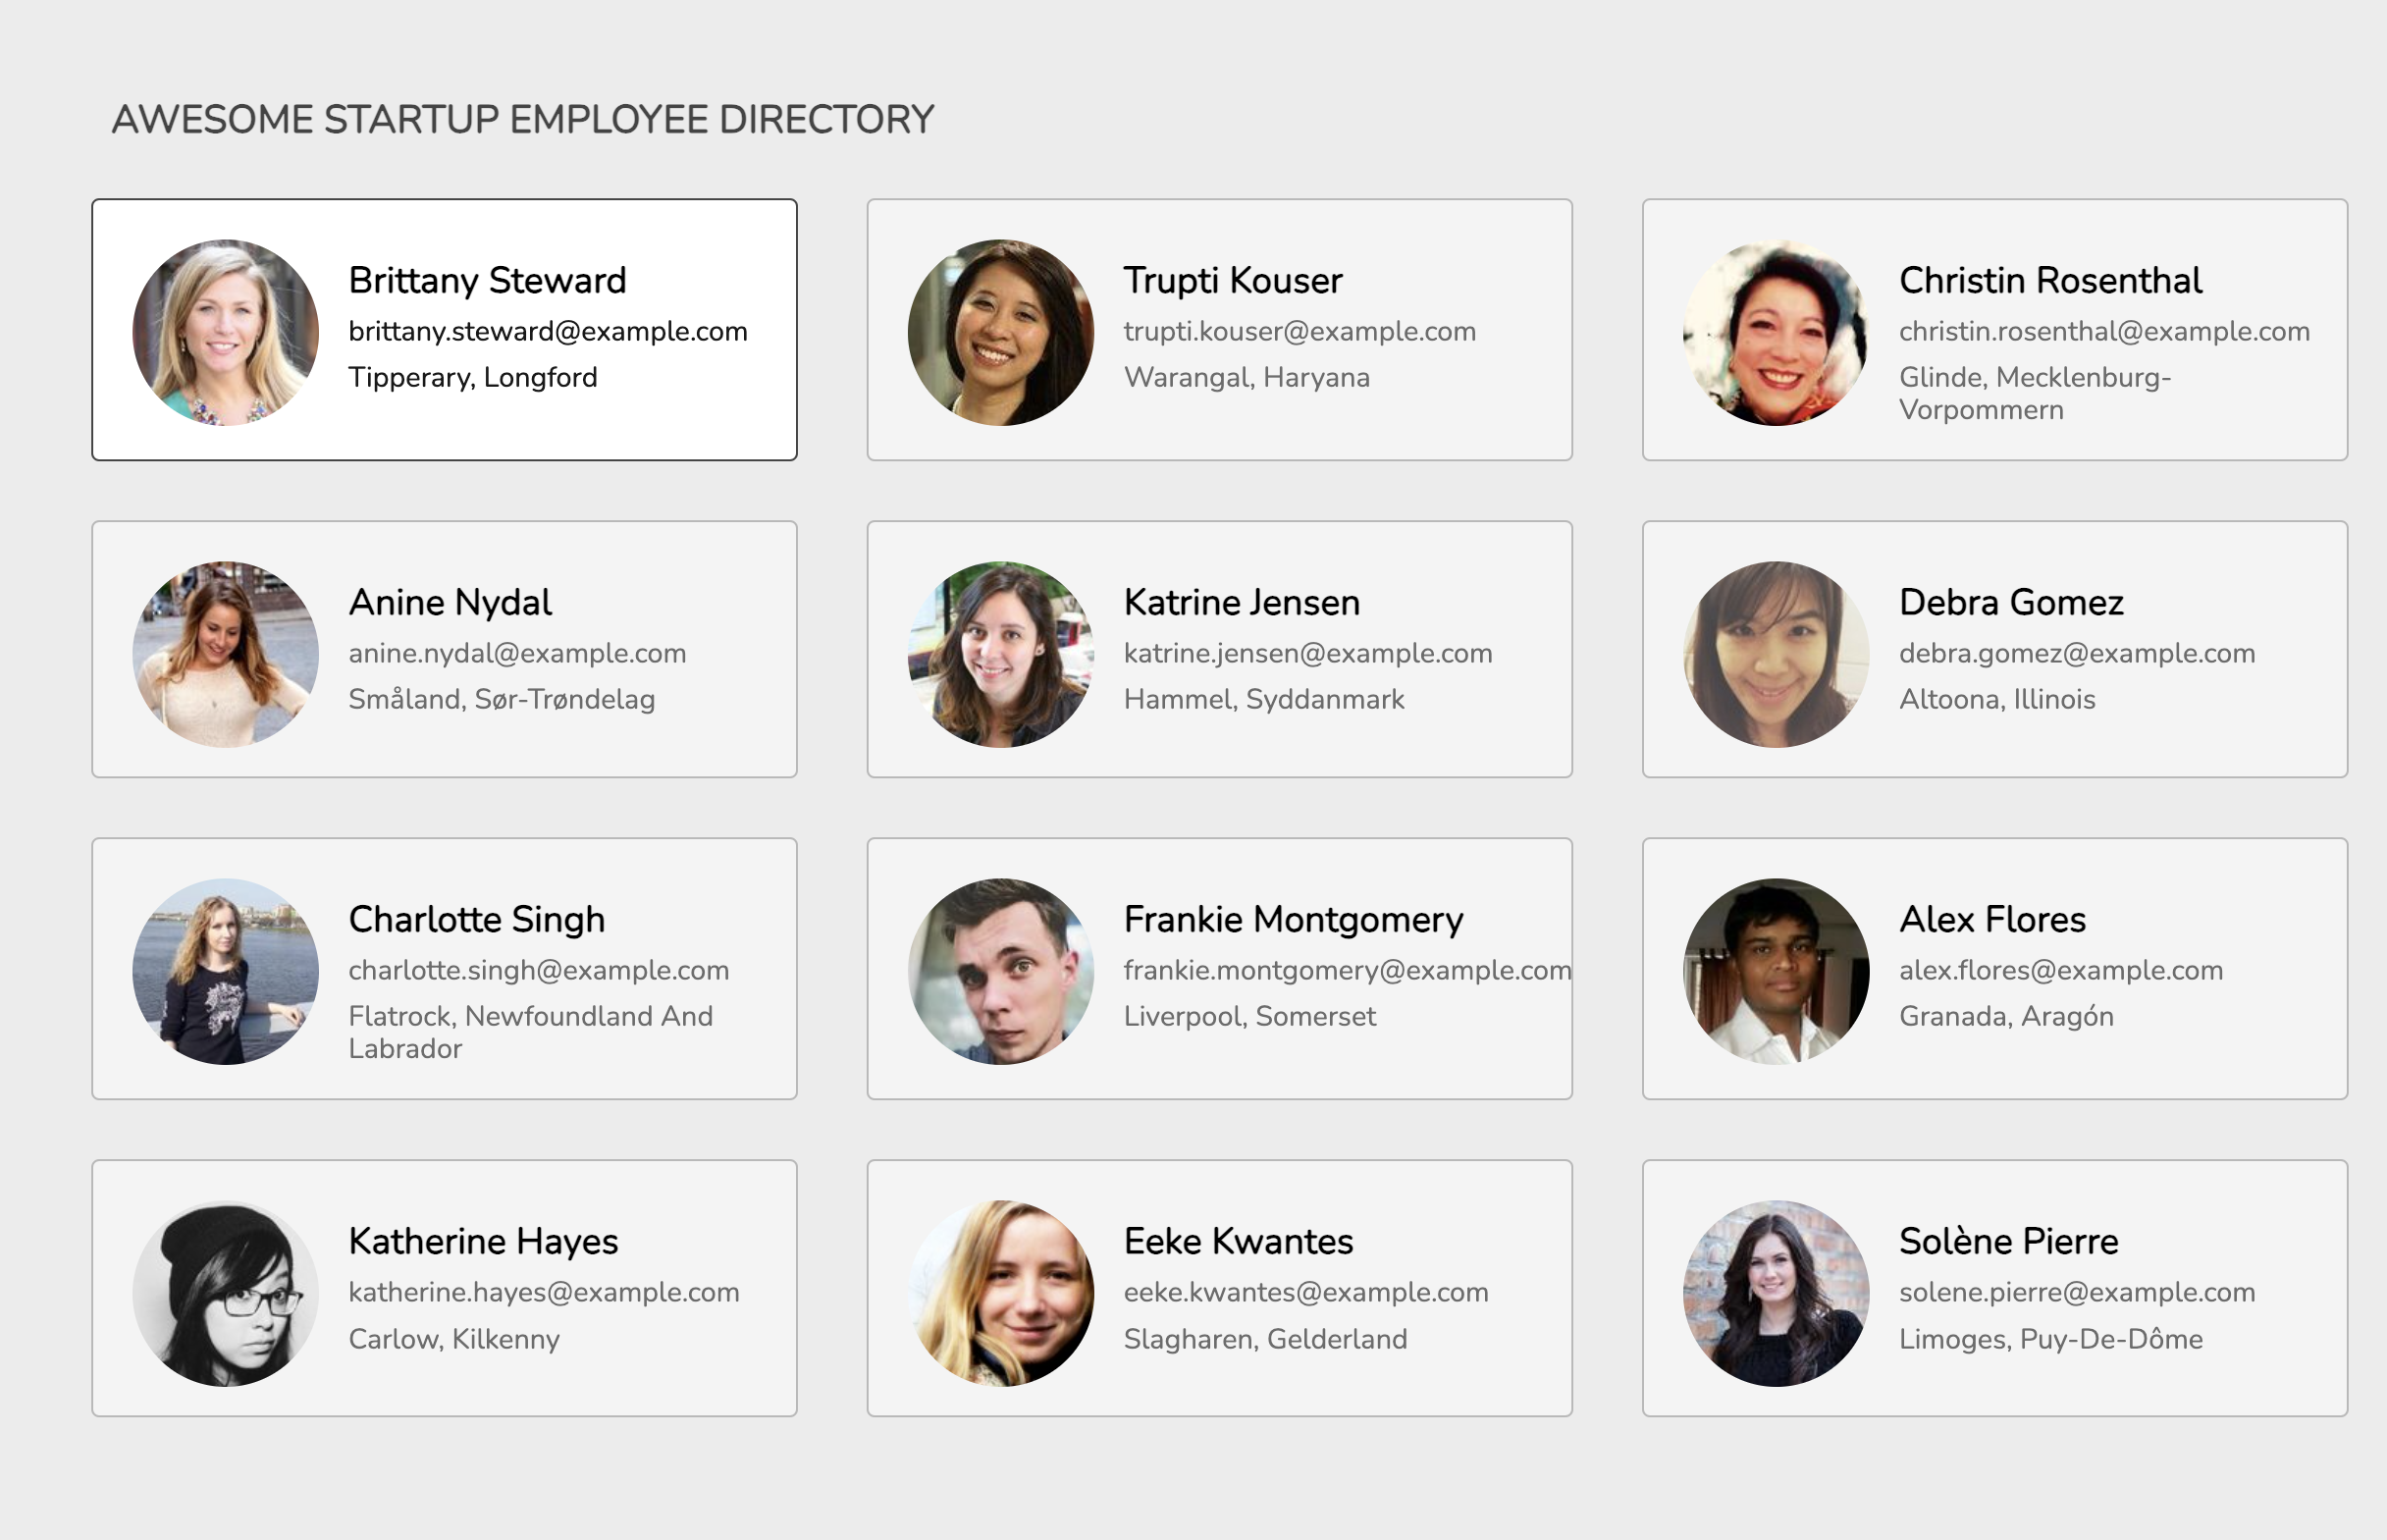 AWESOME STARTUP EMPLOYEE DIRECTORY
Brittany Steward
brittany.steward@example.com
Tipperary, Longford
Trupti Kouser
trupti.kouser@example.com
Warangal, Haryana
Christin Rosenthal
christin.rosenthal@example.com
Glinde, Mecklenburg-
Vorpommern
Anine Nydal
anine.nydal@example.com
Småland, Sør-Trøndelag
Katrine Jensen
katrine.jensen@example.com
Hammel, Syddanmark
Debra Gomez
debra.gomez@example.com
Altoona, Illinois
Charlotte Singh
charlotte.singh@example.com
Flatrock, Newfoundland And
Labrador
Frankie Montgomery
frankie.montgomery@example.com
Liverpool, Somerset
Alex Flores
alex.flores@example.com
Granada, Aragón
Katherine Hayes
katherine.hayes@example.com
Carlow, Kilkenny
Eeke Kwantes
eeke.kwantes@example.com
Slagharen, Gelderland
Solène Pierre
solene.pierre@example.com
Limoges, Puy-De-Dôme